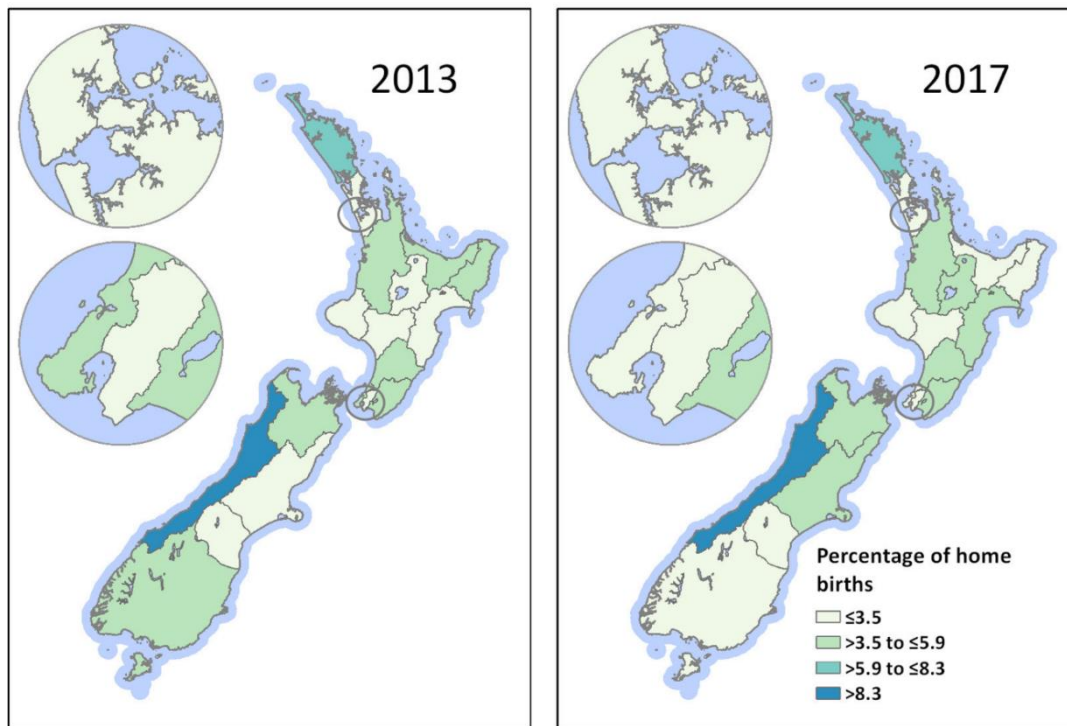 2013
2017
Percentage of home
births
≤3.5
>3.5 to ≤5.9
>5.9 to ≤8.3
>8.3